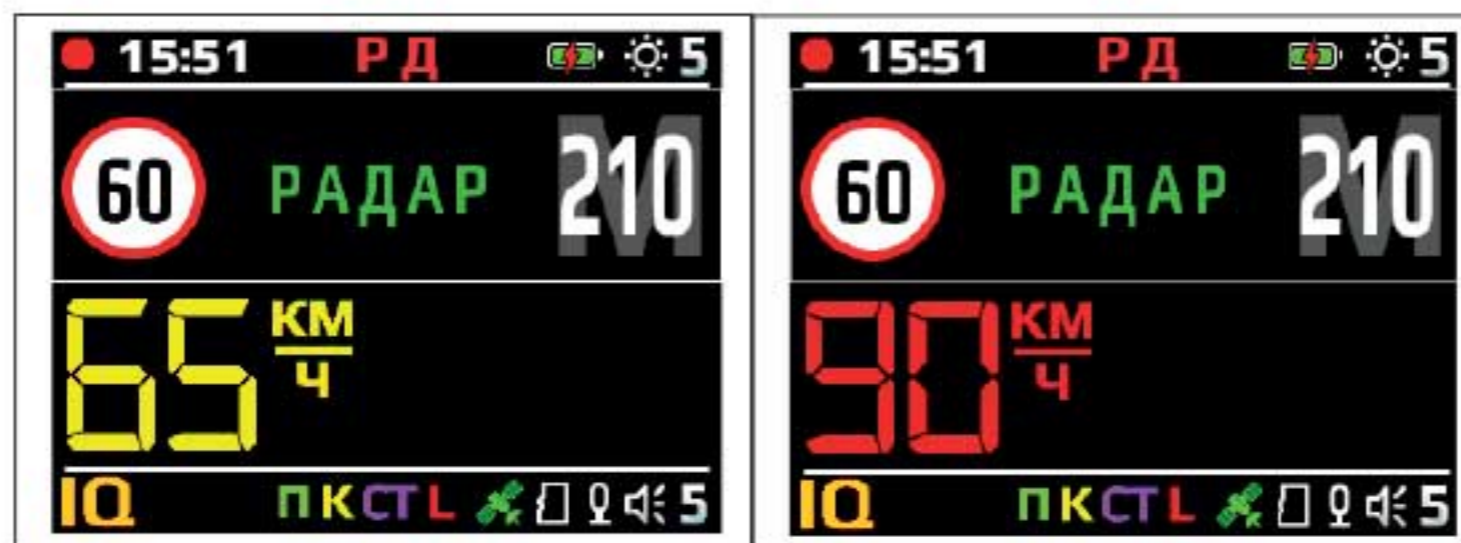 15:51 РД 5
60 РАДАР 210 М
65 КМ/Ч
IQ П К СТ L 5
15:51 РД 5
60 РАДАР 210 М
90 КМ/Ч
IQ П К СТ L 5